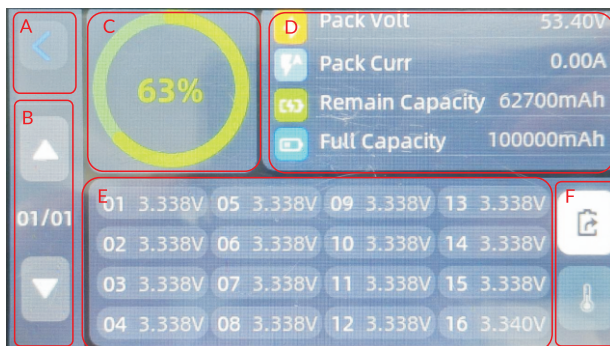 A
C
D
Pack Volt 53.40V
Pack Curr 0.00A
63%
Remain Capacity 62700mAh
B
Full Capacity 100000mAh
E
F
01 3.338V 05 3.338V 09 3.338V 13 3.338V
01/01
02 3.338V 06 3.338V 10 3.338V 14 3.338V
03 3.338V 07 3.338V 11 3.338V 15 3.338V
04 3.338V 08 3.338V 12 3.338V 16 3.340V